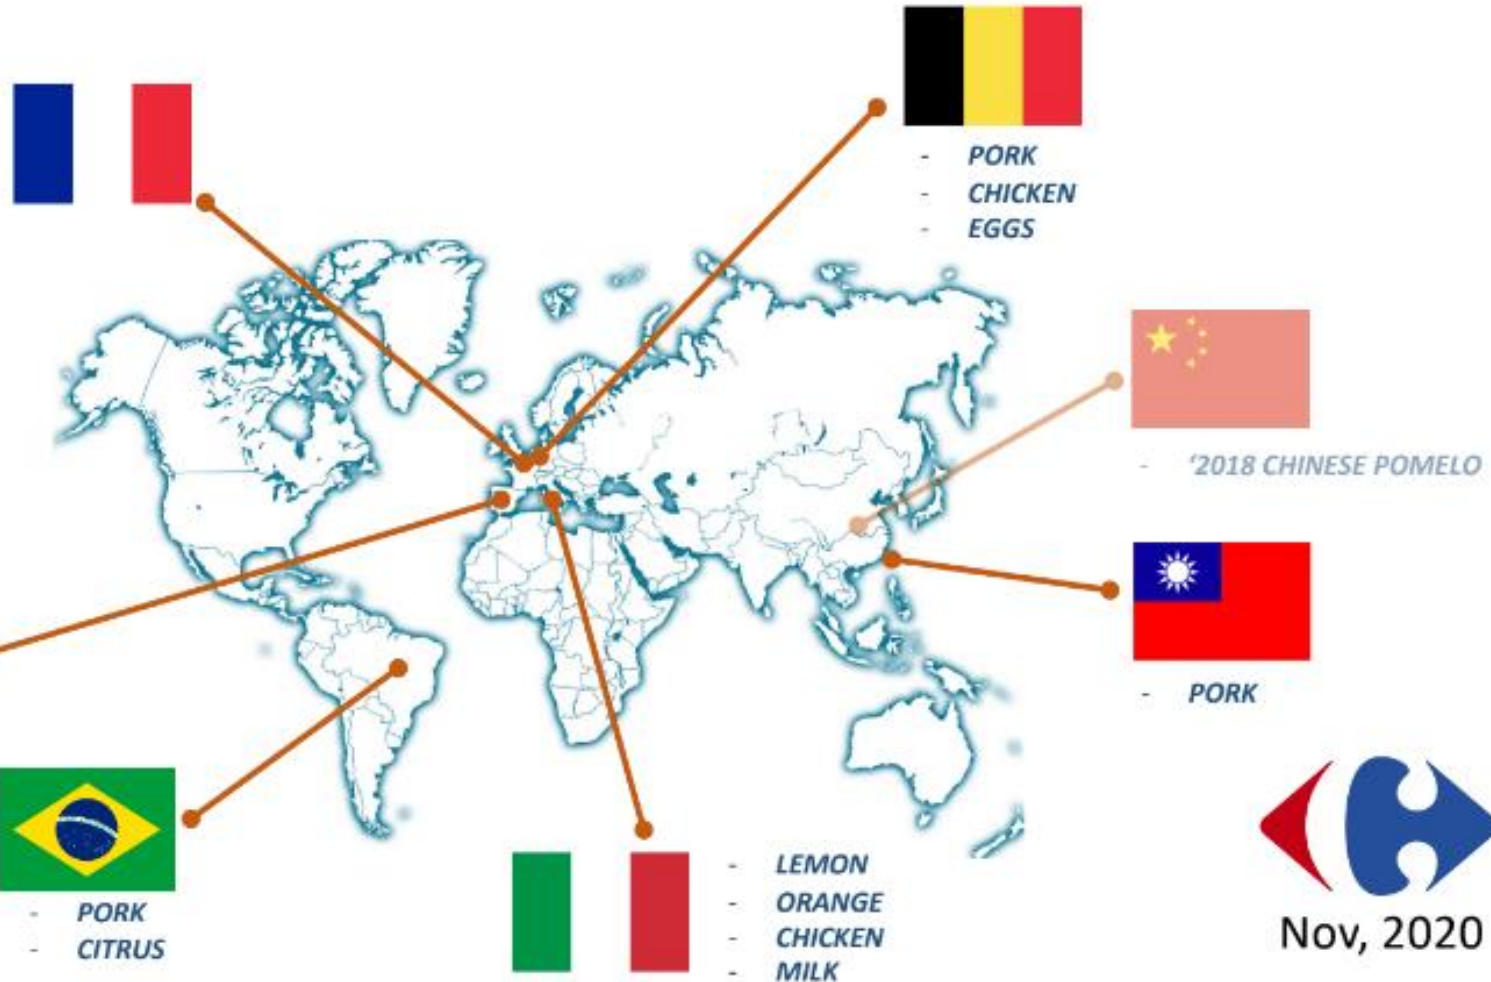 - PORK
- CHICKEN
- EGGS
- ‘2018 CHINESE POMELO
- PORK
- PORK
- CITRUS
- LEMON
- ORANGE
- CHICKEN
- MILK
Nov, 2020